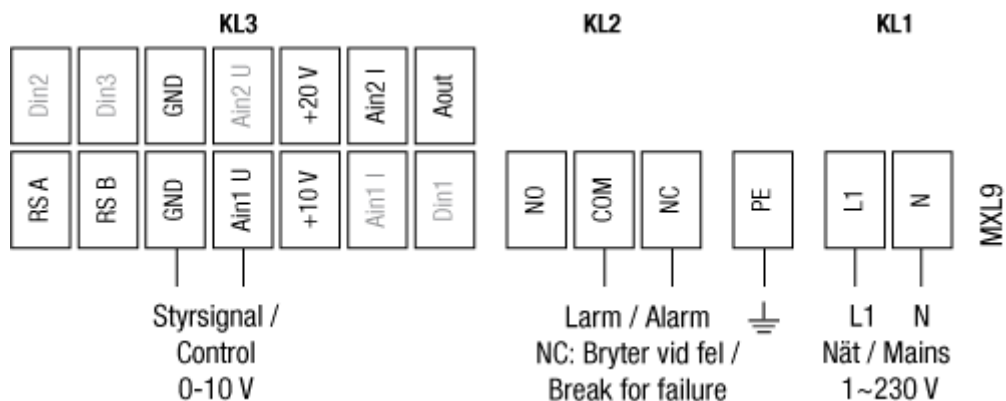 KL3 KL2 KL1
Din2 Din3 GND Ain2 U +20 V Ain2 I Aout
RS A RS B GND Ain1 U +10 V Ain1 I Din1 NO COM NC PE L1 N MXL9
Styrsignal / Larm / Alarm L1 N
Control NC: Bryter vid fel / Nät / Mains
0-10 V Break for failure 1~230 V